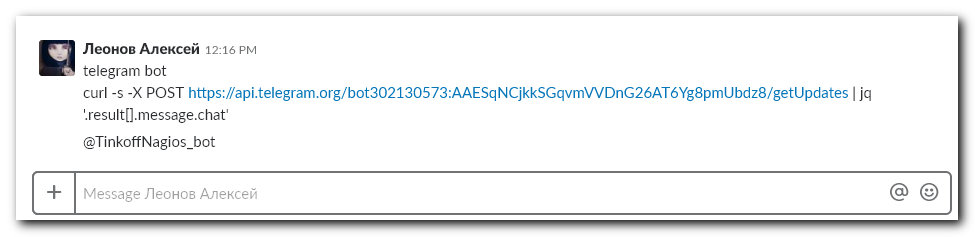 Леонов Алексей 12:16 PM
telegram bot
curl -s -X POST https://api.telegram.org/bot302130573:AAESqNCjkkSGqvmVVDnG26AT6Yg8pmUbdz8/getUpdates | jq
'.result[].message.chat'
@TinkoffNagios_bot
Message Леонов Алексей